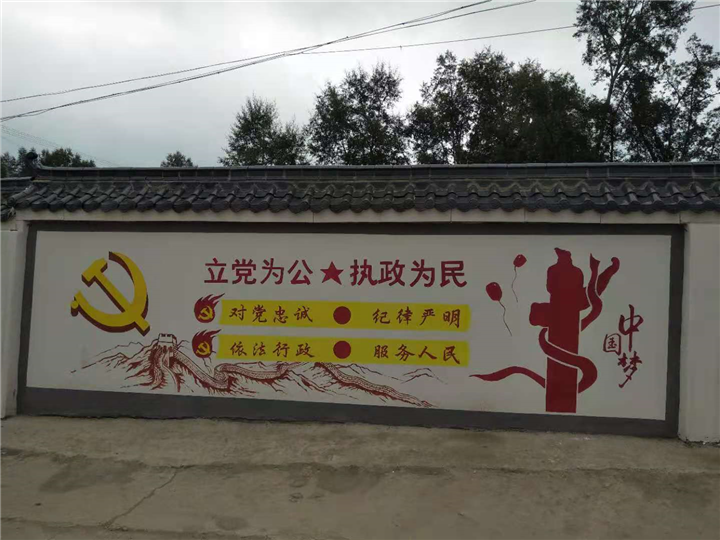 立党为公★执政为民
对党忠诚 ● 纪律严明
依法行政 ● 服务人民
中国梦